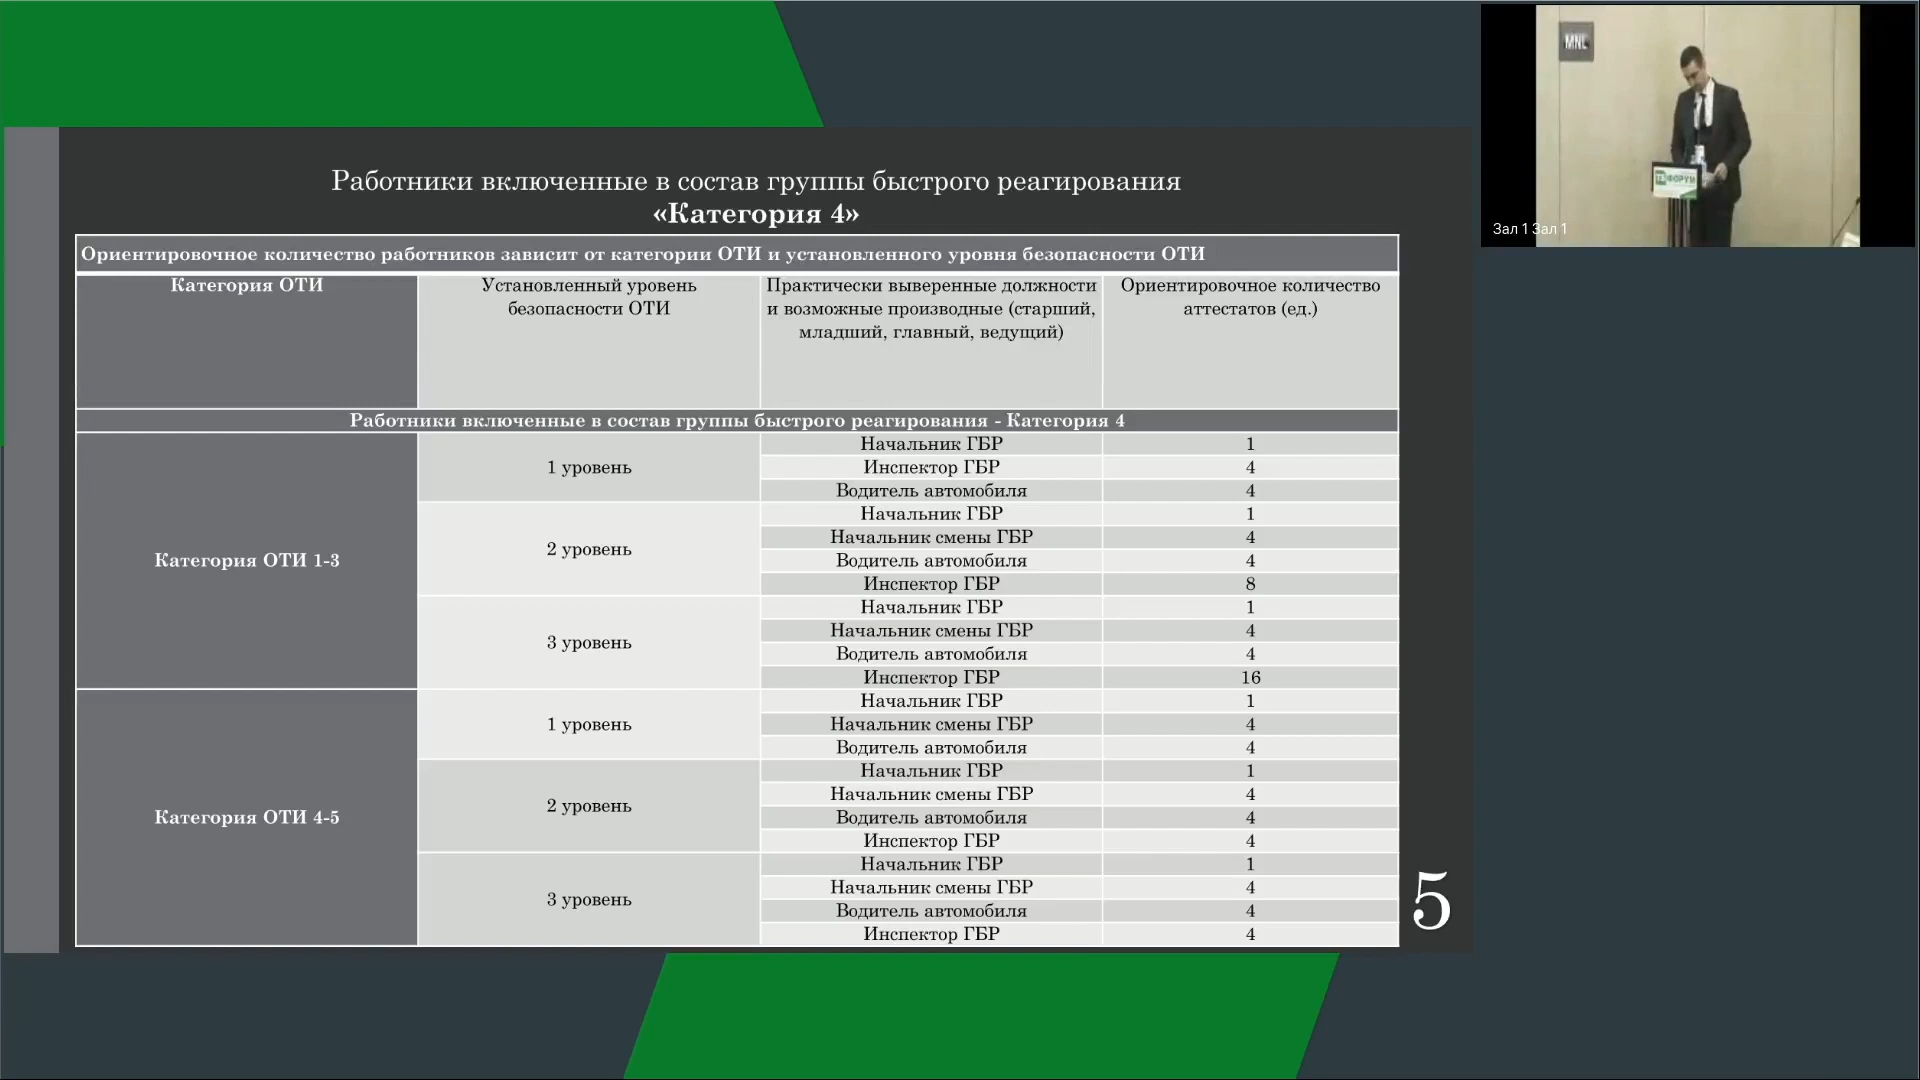 Работники включенные в состав группы быстрого реагирования
«Категория 4»
Ориентировочное количество работников зависит от категории ОТИ и установленного уровня безопасности ОТИ
Категория ОТИ
Установленный уровень
безопасности ОТИ
Практически выверенные должности
и возможные производные (старший,
младший, главный, ведущий)
Ориентировочное количество
аттестатов (ед.)
Работники включенные в состав группы быстрого реагирования - Категория 4
Категория ОТИ 1-3
1 уровень
Начальник ГБР 1
Инспектор ГБР 4
Водитель автомобиля 4
2 уровень
Начальник ГБР 1
Начальник смены ГБР 4
Водитель автомобиля 4
Инспектор ГБР 8
3 уровень
Начальник ГБР 1
Начальник смены ГБР 4
Водитель автомобиля 4
Инспектор ГБР 16
Категория ОТИ 4-5
1 уровень
Начальник ГБР 1
Начальник смены ГБР 4
Водитель автомобиля 4
2 уровень
Начальник ГБР 1
Начальник смены ГБР 4
Водитель автомобиля 4
Инспектор ГБР 4
3 уровень
Начальник ГБР 1
Начальник смены ГБР 4
Водитель автомобиля 4
Инспектор ГБР 4
5
MNL
ФОРУМ
Зал 1 Зал 1